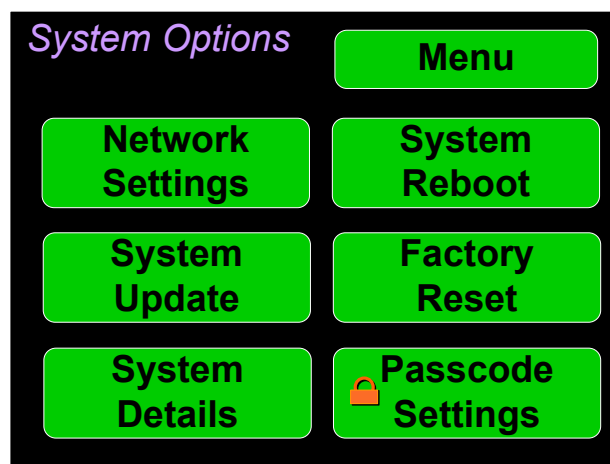 System Options
Menu
Network
Settings
System
Reboot
System
Update
Factory
Reset
System
Details
Passcode
Settings